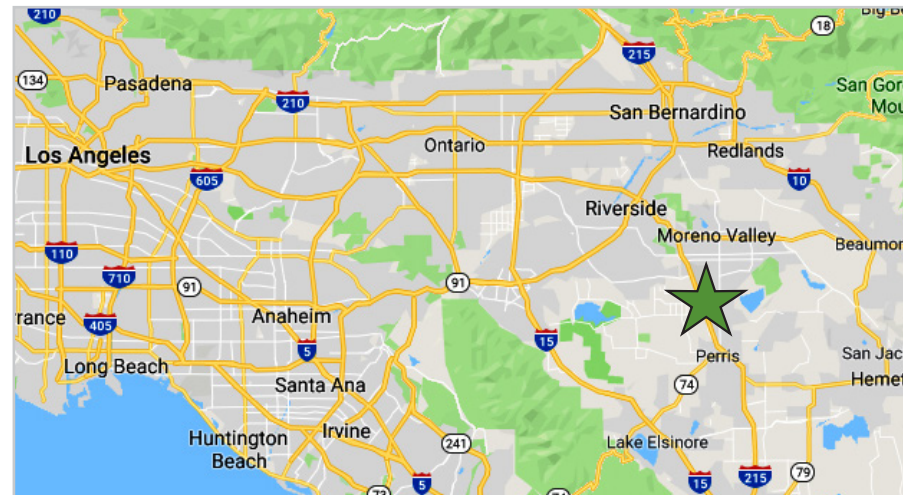 210
Big Be
18
215
134
Pasadena
San Gor
Mou
210
San Bernardino
Ontario
Redlands
Los Angeles
605
10
Riverside
Moreno Valley
Beaumon
110
710
91
91
rrance
405
Anaheim
15
5
Perris
San Jac
Long Beach
Hemet
74
Santa Ana
Irvine
Huntington
Beach
241
Lake Elsinore
79
5
15
215
73
74